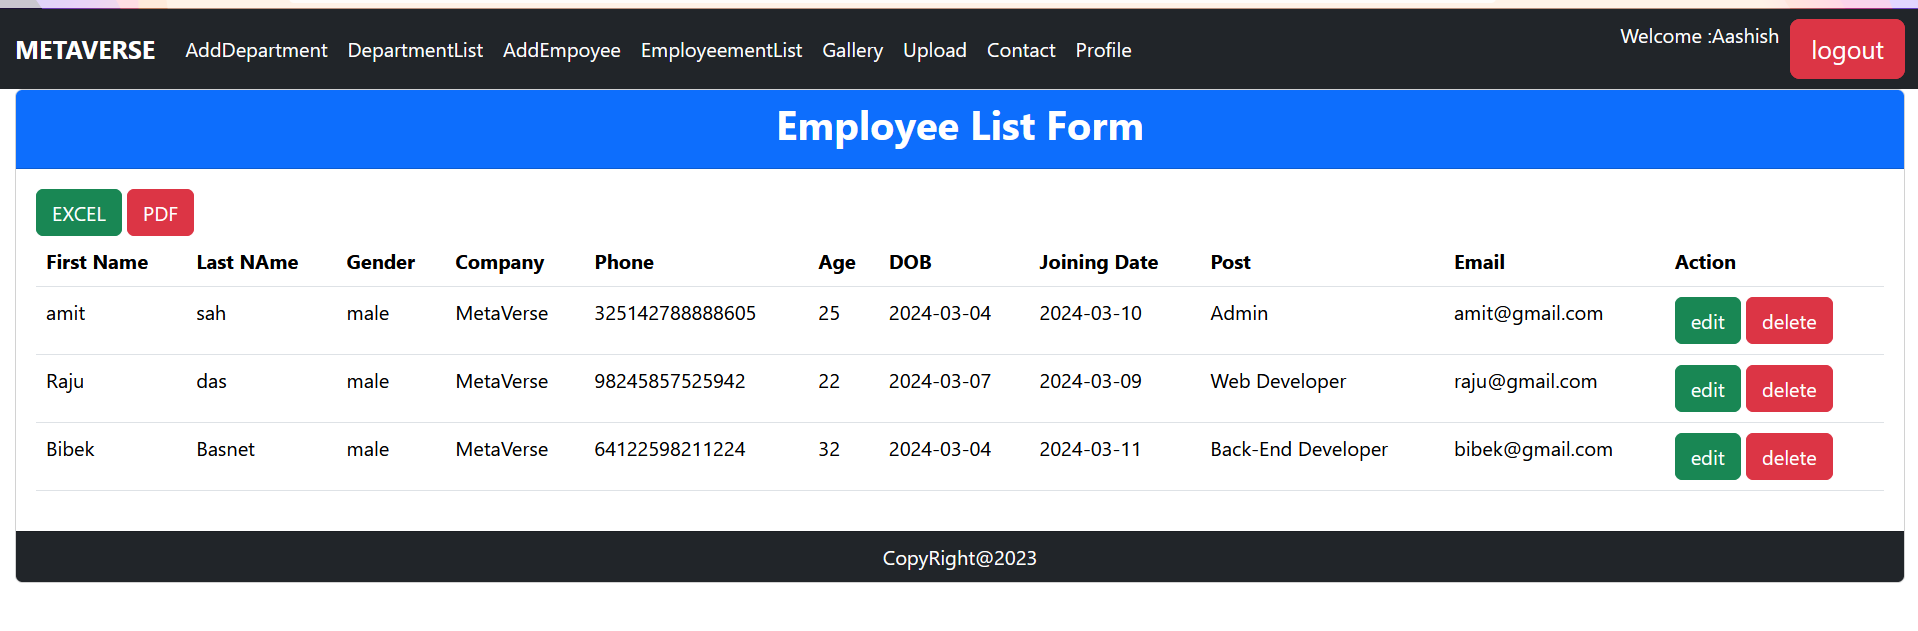 METAVERSE AddDepartment DepartmentList AddEmpoyee EmployeementList Gallery Upload Contact Profile Welcome :Aashish logout
Employee List Form
EXCEL PDF
First Name Last NAme Gender Company Phone Age DOB Joining Date Post Email Action
amit sah male MetaVerse 325142788888605 25 2024-03-04 2024-03-10 Admin amit@gmail.com edit delete
Raju das male MetaVerse 98245857525942 22 2024-03-07 2024-03-09 Web Developer raju@gmail.com edit delete
Bibek Basnet male MetaVerse 64122598211224 32 2024-03-04 2024-03-11 Back-End Developer bibek@gmail.com edit delete
CopyRight@2023